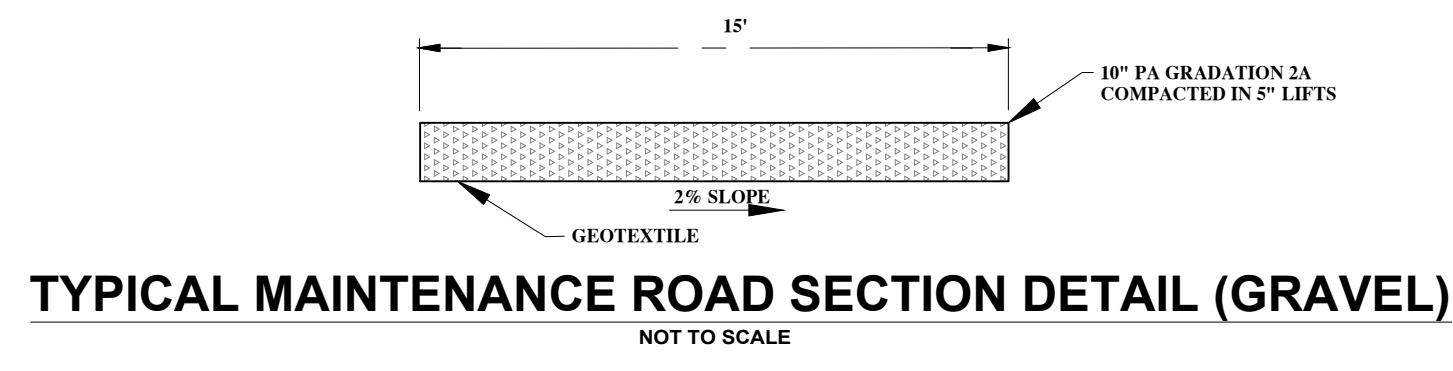 15'
10" PA GRADATION 2A
COMPACTED IN 5" LIFTS
2% SLOPE
GEOTEXTILE
TYPICAL MAINTENANCE ROAD SECTION DETAIL (GRAVEL)
NOT TO SCALE